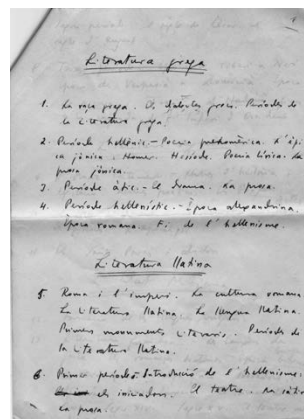 Literatura grega
1. La raça grega. Els dialectes grecs. Períodes de
la Literatura grega.
2. Període hel·lènic.- Poesia prehomèrica. L'èpi-
ca jònica. Homer. Hesíode. Poesia lírica. La
prosa jònica.
3. Període àtic.- El drama. La prosa.
4. Període hel·lenístic.- Època alexandrina.
Època romana. Fi de l'hel·lenisme.
Literatura llatina
5. Roma i l'imperi. La cultura romana
La Literatura llatina. La llengua llatina.
Primers monuments literaris. Períodes de
la Literatura llatina.
6. Primer període: Introducció de l'hel·lenisme:
els iniciadors. El teatre. La sàti
La prosa.